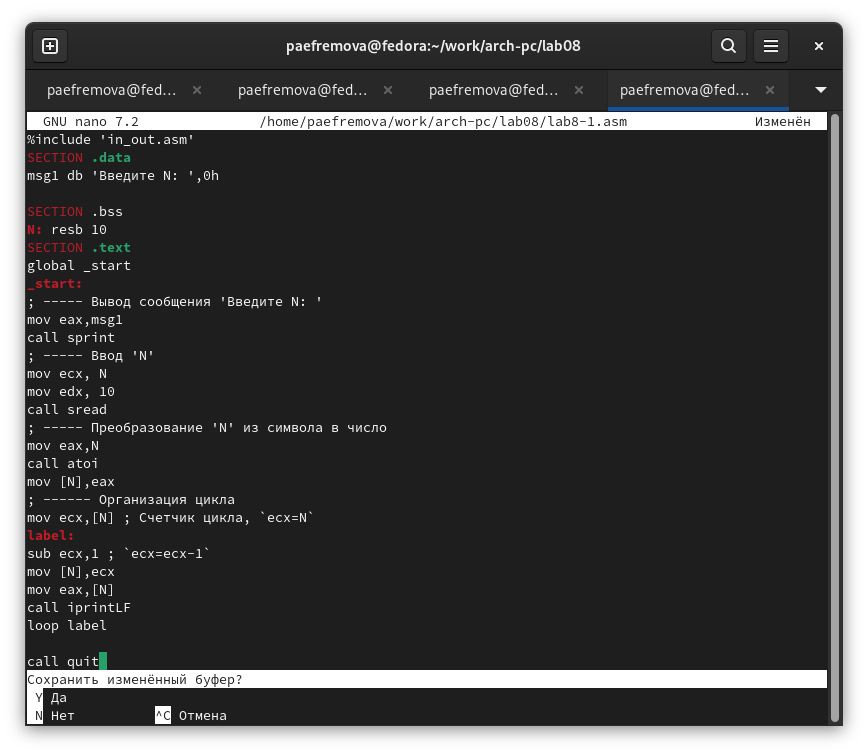 paefremova@fedora:~/work/arch-pc/lab08
paefremova@fed... × paefremova@fed... × paefremova@fed... × paefremova@fed... ×
GNU nano 7.2 /home/paefremova/work/arch-pc/lab08/lab8-1.asm Изменён
%include 'in_out.asm'
SECTION .data
msg1 db 'Введите N: ',0h
SECTION .bss
N: resb 10
SECTION .text
global _start
_start:
; ----- Вывод сообщения 'Введите N: '
mov eax,msg1
call sprint
; ----- Ввод 'N'
mov ecx, N
mov edx, 10
call sread
; ----- Преобразование 'N' из символа в число
mov eax,N
call atoi
mov [N],eax
; ------ Организация цикла
mov ecx,[N] ; Счетчик цикла, `ecx=N`
label:
sub ecx,1 ; `ecx=ecx-1`
mov [N],ecx
mov eax,[N]
call iprintLF
loop label
call quit
Сохранить изменённый буфер?
Y Да
N Нет ^C Отмена